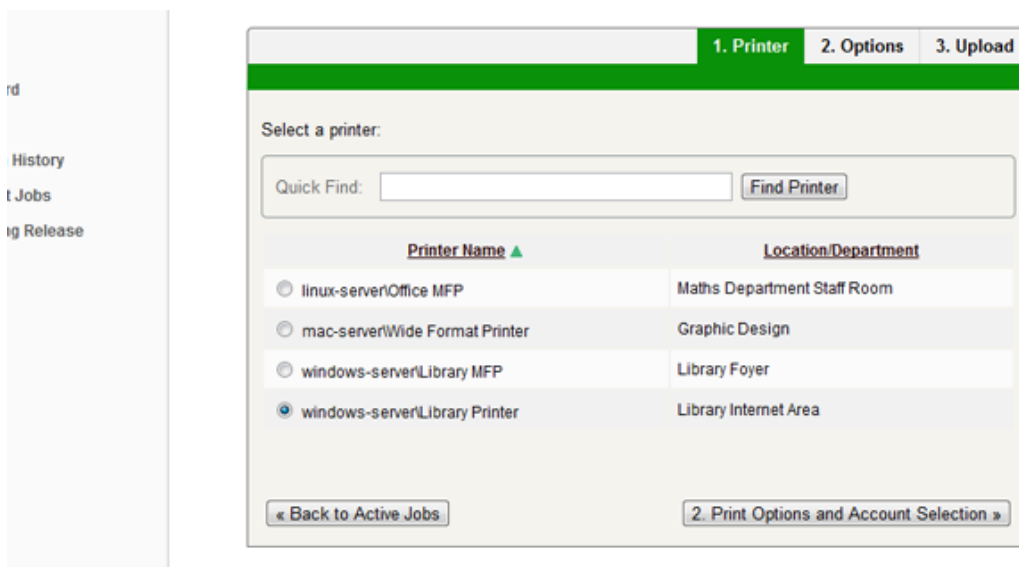 1. Printer 2. Options 3. Upload
rd
History
t Jobs
ng Release
Select a printer:
Quick Find: Find Printer
Printer Name ▲ Location/Department
linux-server\Office MFP Maths Department Staff Room
mac-server\Wide Format Printer Graphic Design
windows-server\Library MFP Library Foyer
windows-server\Library Printer Library Internet Area
« Back to Active Jobs 2. Print Options and Account Selection »